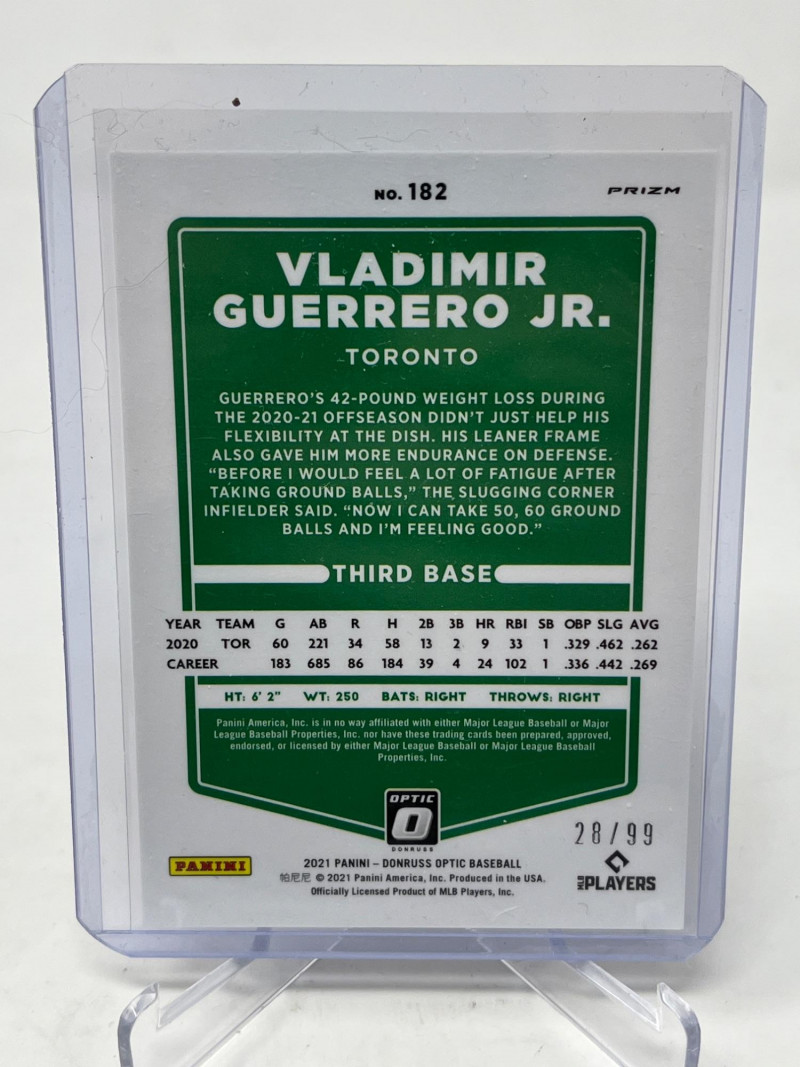 NO. 182
PRIZM
VLADIMIR
GUERRERO JR.
TORONTO
GUERRERO'S 42-POUND WEIGHT LOSS DURING
THE 2020-21 OFFSEASON DIDN'T JUST HELP HIS
FLEXIBILITY AT THE DISH. HIS LEANER FRAME
ALSO GAVE HIM MORE ENDURANCE ON DEFENSE.
“BEFORE I WOULD FEEL A LOT OF FATIGUE AFTER
TAKING GROUND BALLS,” THE SLUGGING CORNER
INFIELDER SAID. “NOW I CAN TAKE 50, 60 GROUND
BALLS AND I'M FEELING GOOD.”
THIRD BASE
YEAR TEAM G AB R H 2B 3B HR RBI SB OBP SLG AVG
2020 TOR 60 221 34 58 13 2 9 33 1 .329 .462 .262
CAREER 183 685 86 184 39 4 24 102 1 .336 .442 .269
HT: 6' 2" WT: 250 BATS: RIGHT THROWS: RIGHT
Panini America, Inc. is in no way affiliated with either Major League Baseball or Major
League Baseball Properties, Inc. nor have these trading cards been prepared, approved,
endorsed, or licensed by either Major League Baseball or Major League Baseball
Properties, Inc.
OPTIC
O
DONRUSS
28/99
PANINI
2021 PANINI – DONRUSS OPTIC BASEBALL
帕尼尼 © 2021 Panini America, Inc. Produced in the USA.
Officially Licensed Product of MLB Players, Inc.
MLB PLAYERS